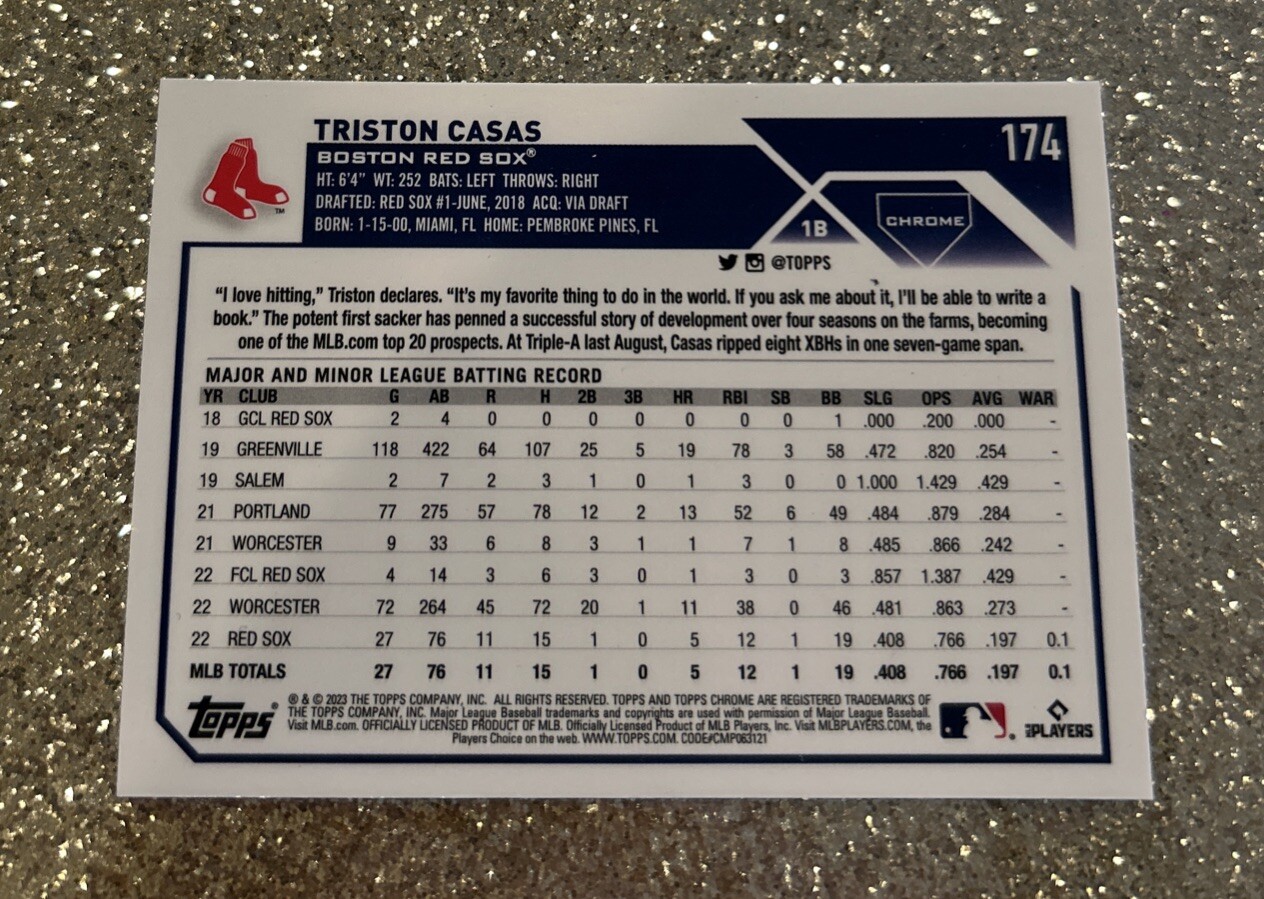 TRISTON CASAS
174
BOSTON RED SOX®
HT: 6'4" WT: 252 BATS: LEFT THROWS: RIGHT
DRAFTED: RED SOX #1-JUNE, 2018 ACQ: VIA DRAFT
BORN: 1-15-00, MIAMI, FL HOME: PEMBROKE PINES, FL
TM
1B
CHROME
@TOPPS
“I love hitting,” Triston declares. “It's my favorite thing to do in the world. If you ask me about it, I'll be able to write a
book.” The potent first sacker has penned a successful story of development over four seasons on the farms, becoming
one of the MLB.com top 20 prospects. At Triple-A last August, Casas ripped eight XBHs in one seven-game span.
MAJOR AND MINOR LEAGUE BATTING RECORD
YR CLUB G AB R H 2B 3B HR RBI SB BB SLG OPS AVG WAR
18 GCL RED SOX 2 4 0 0 0 0 0 0 0 1 .000 .200 .000 -
19 GREENVILLE 118 422 64 107 25 5 19 78 3 58 .472 .820 .254 -
19 SALEM 2 7 2 3 1 0 1 3 0 0 1.000 1.429 .429 -
21 PORTLAND 77 275 57 78 12 2 13 52 6 49 .484 .879 .284 -
21 WORCESTER 9 33 6 8 3 1 1 7 1 8 .485 .866 .242 -
22 FCL RED SOX 4 14 3 6 3 0 1 3 0 3 .857 1.387 .429 -
22 WORCESTER 72 264 45 72 20 1 11 38 0 46 .481 .863 .273 -
22 RED SOX 27 76 11 15 1 0 5 12 1 19 .408 .766 .197 0.1
MLB TOTALS 27 76 11 15 1 0 5 12 1 19 .408 .766 .197 0.1
Topps®
® & © 2023 THE TOPPS COMPANY, INC. ALL RIGHTS RESERVED. TOPPS AND TOPPS CHROME ARE REGISTERED TRADEMARKS OF
THE TOPPS COMPANY, INC. Major League Baseball trademarks and copyrights are used with permission of Major League Baseball.
Visit MLB.com. OFFICIALLY LICENSED PRODUCT OF MLB. Officially Licensed Product of MLB Players, Inc. Visit MLBPLAYERS.COM, the
Players Choice on the web. WWW.TOPPS.COM. CODE#CMP063121
PLAYERS